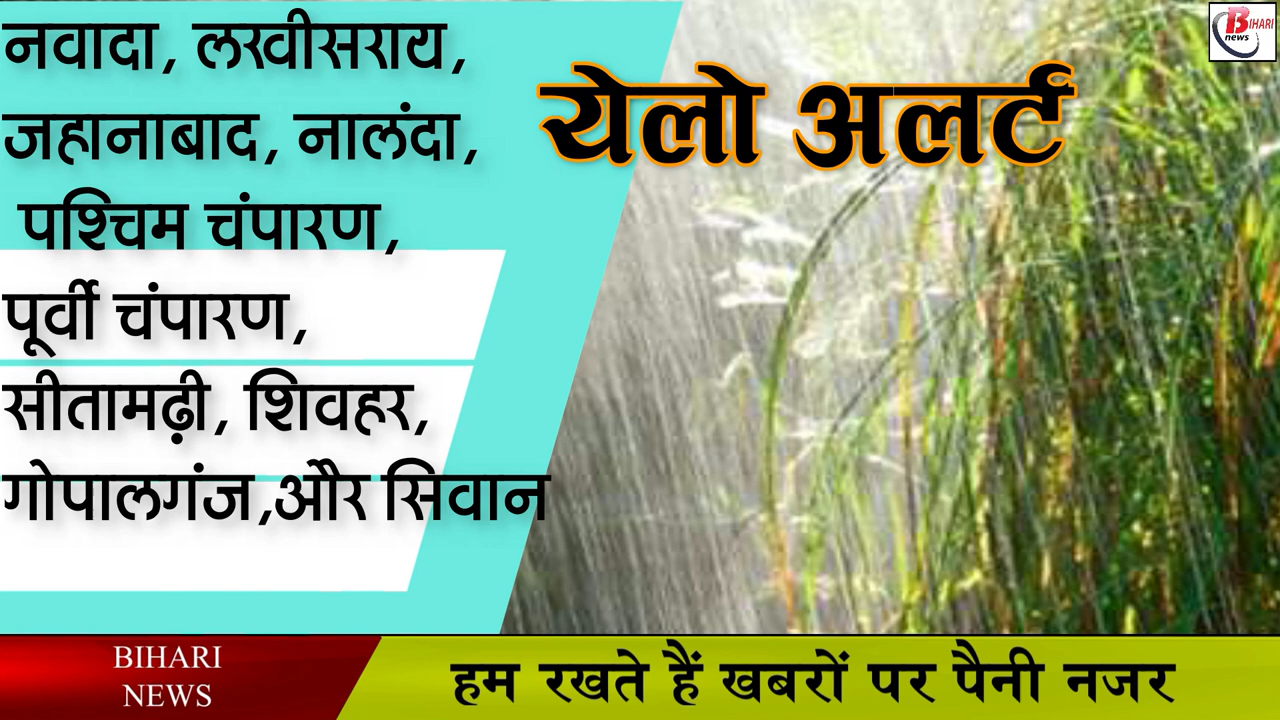 नवादा, लखीसराय,
जहानाबाद, नालंदा,
पश्चिम चंपारण,
पूर्वी चंपारण,
सीतामढ़ी, शिवहर,
गोपालगंज,और सिवान
येलो अलर्ट
BIHARI
news
BIHARI
NEWS
हम रखते हैं खबरों पर पैनी नजर